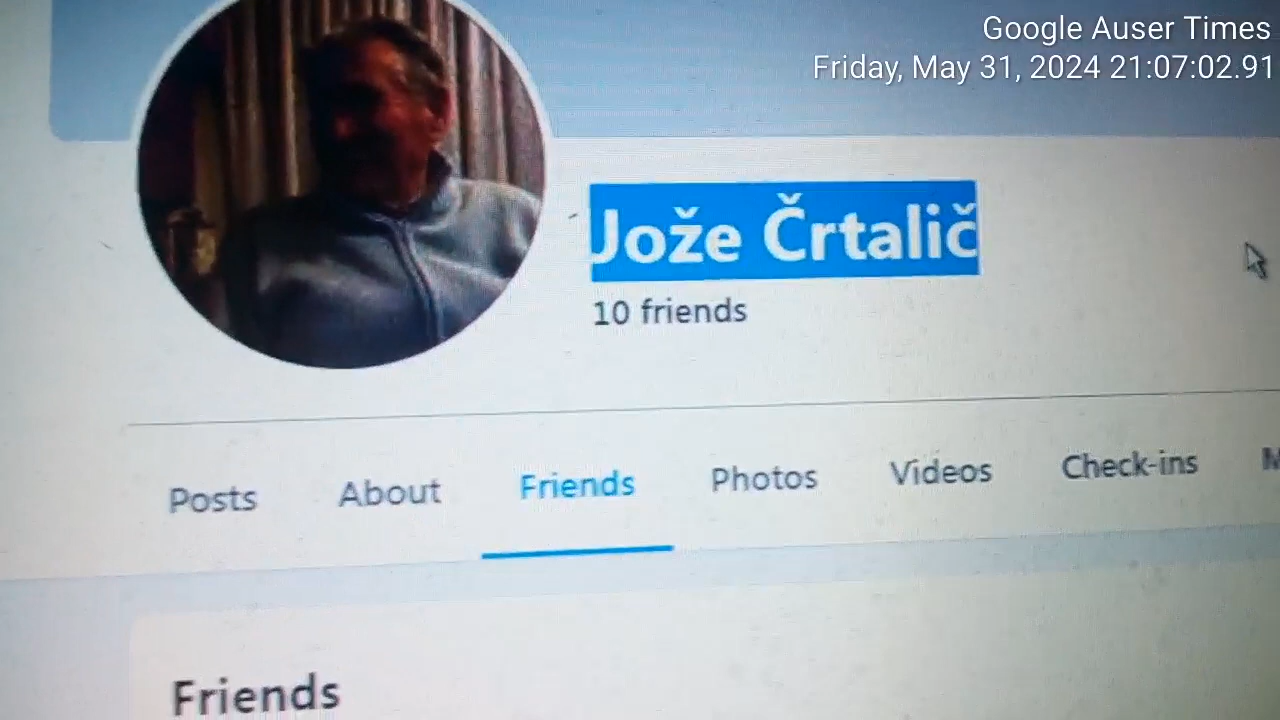 Google Auser Times
Friday, May 31, 2024 21:07:02.91
Jože Črtalič
10 friends
Posts About Friends Photos Videos Check-ins
Friends